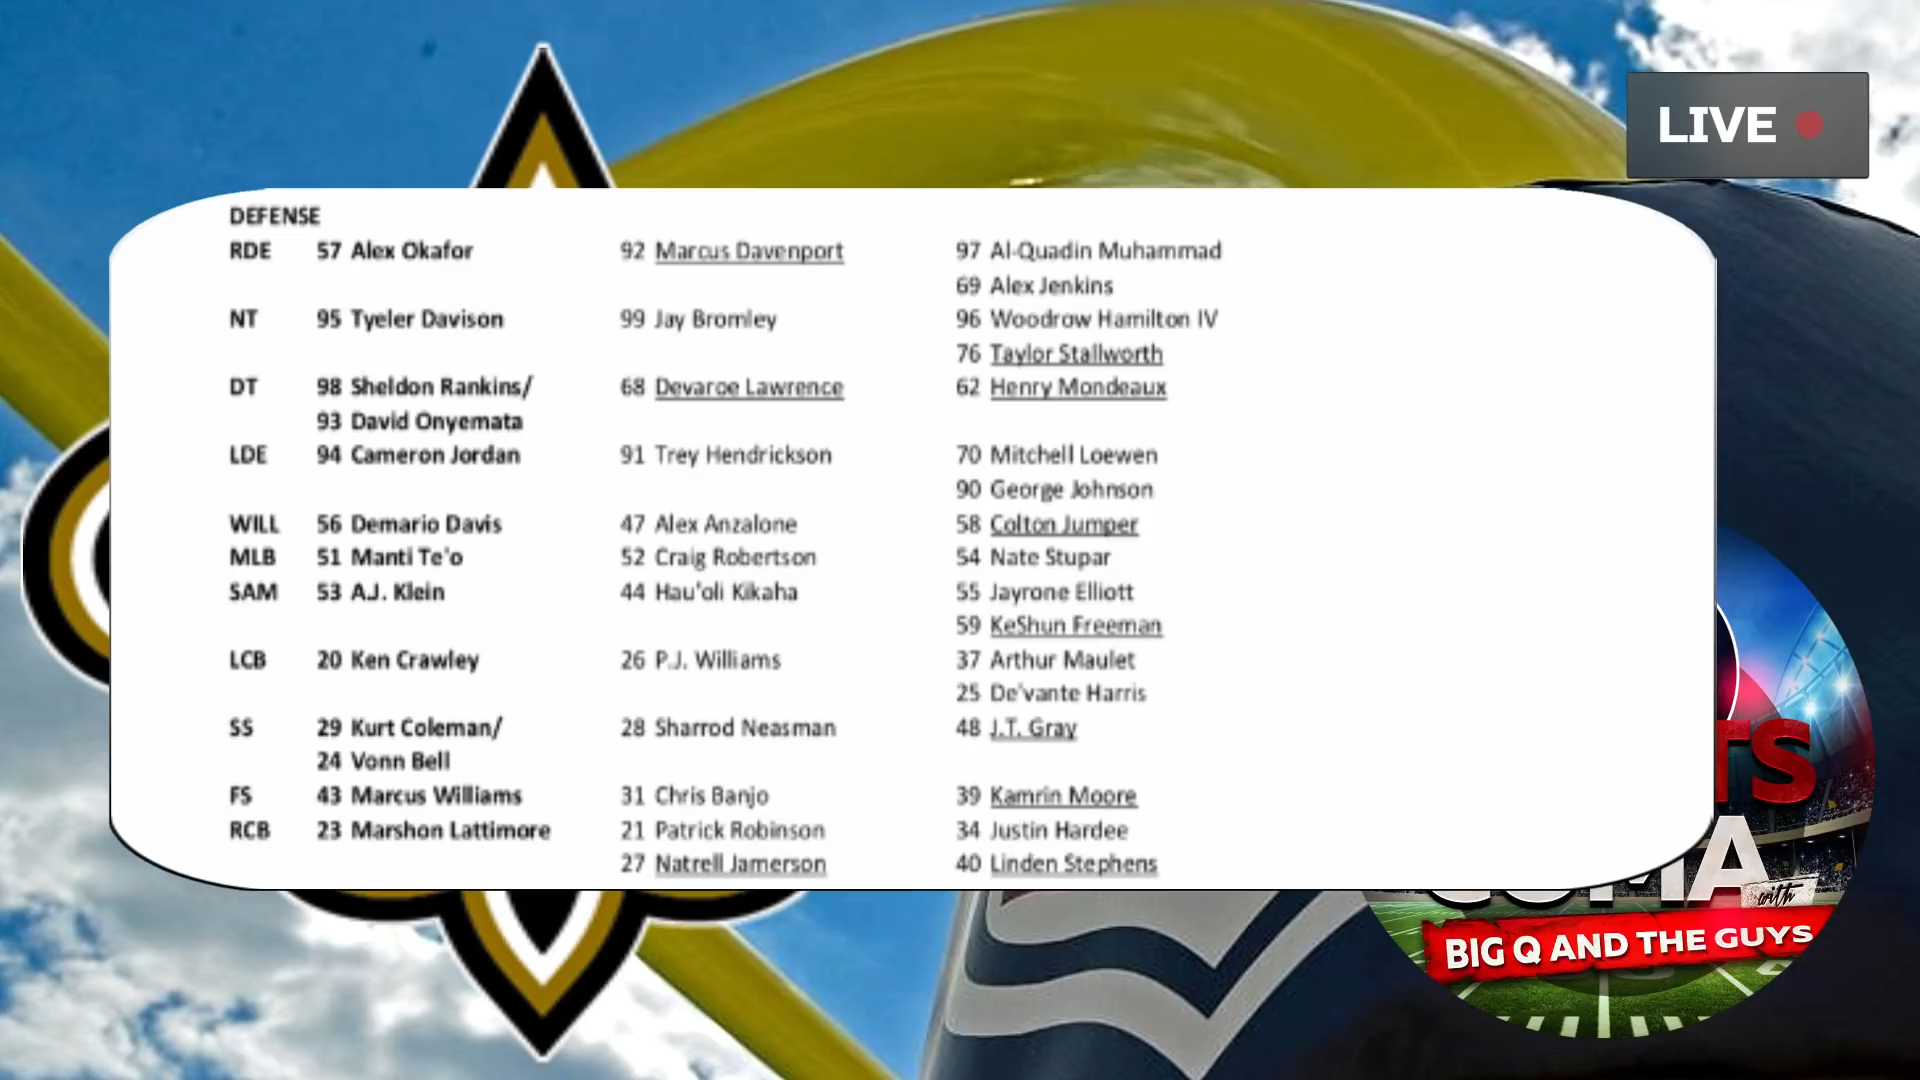 LIVE
DEFENSE
RDE 57 Alex Okafor 92 Marcus Davenport 97 Al-Quadin Muhammad
69 Alex Jenkins
NT 95 Tyeler Davison 99 Jay Bromley 96 Woodrow Hamilton IV
76 Taylor Stallworth
DT 98 Sheldon Rankins/ 68 Devaroe Lawrence 62 Henry Mondeaux
93 David Onyemata
LDE 94 Cameron Jordan 91 Trey Hendrickson 70 Mitchell Loewen
90 George Johnson
WILL 56 Demario Davis 47 Alex Anzalone 58 Colton Jumper
MLB 51 Manti Te'o 52 Craig Robertson 54 Nate Stupar
SAM 53 A.J. Klein 44 Hau'oli Kikaha 55 Jayrone Elliott
59 KeShun Freeman
LCB 20 Ken Crawley 26 P.J. Williams 37 Arthur Maulet
25 De'vante Harris
SS 29 Kurt Coleman/ 28 Sharrod Neasman 48 J.T. Gray
24 Vonn Bell
FS 43 Marcus Williams 31 Chris Banjo 39 Kamrin Moore
RCB 23 Marshon Lattimore 21 Patrick Robinson 34 Justin Hardee
27 Natrell Jamerson 40 Linden Stephens
with
BIG Q AND THE GUYS